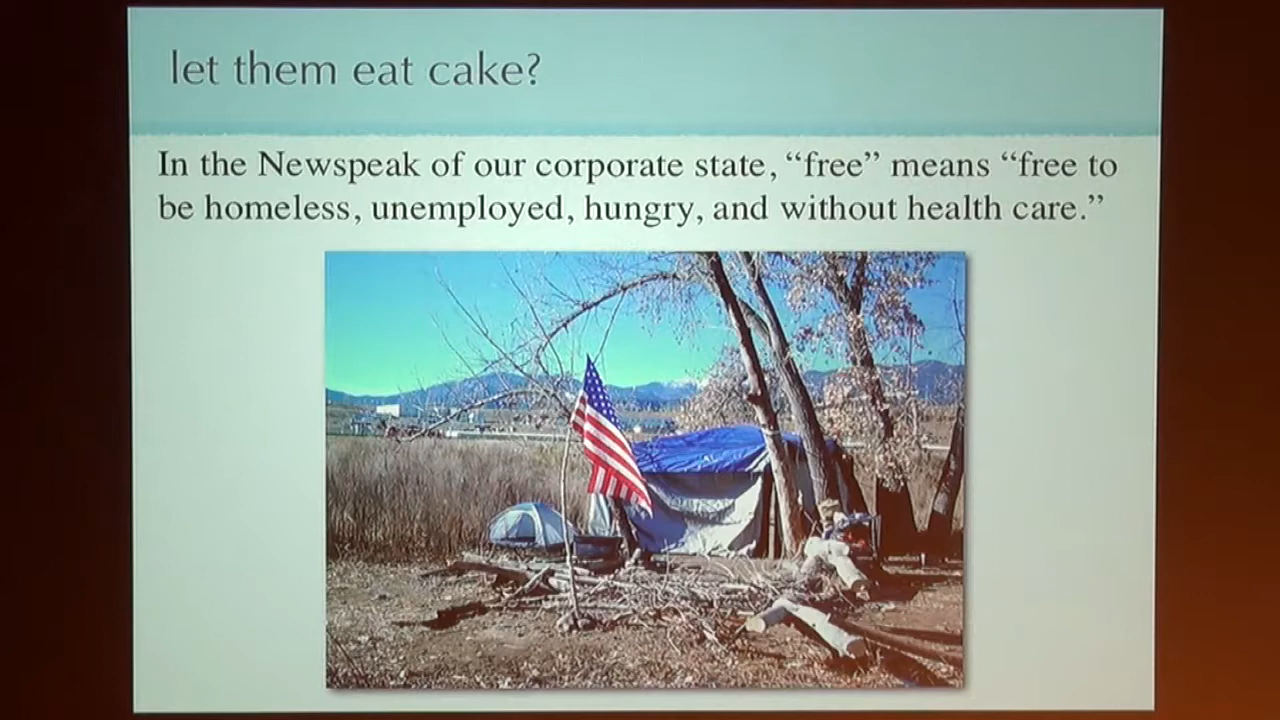 let them eat cake?
In the Newspeak of our corporate state, “free” means “free to
be homeless, unemployed, hungry, and without health care.”